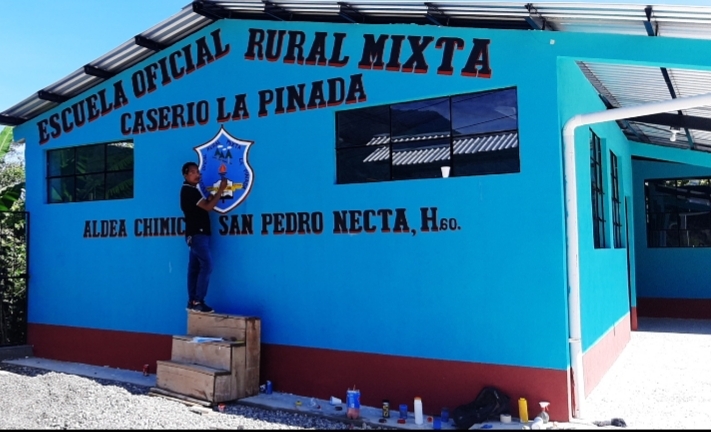 ESCUELA OFICIAL RURAL MIXTA
CASERIO LA PINADA
ALDEA CHIMIC SAN PEDRO NECTA, HGO.